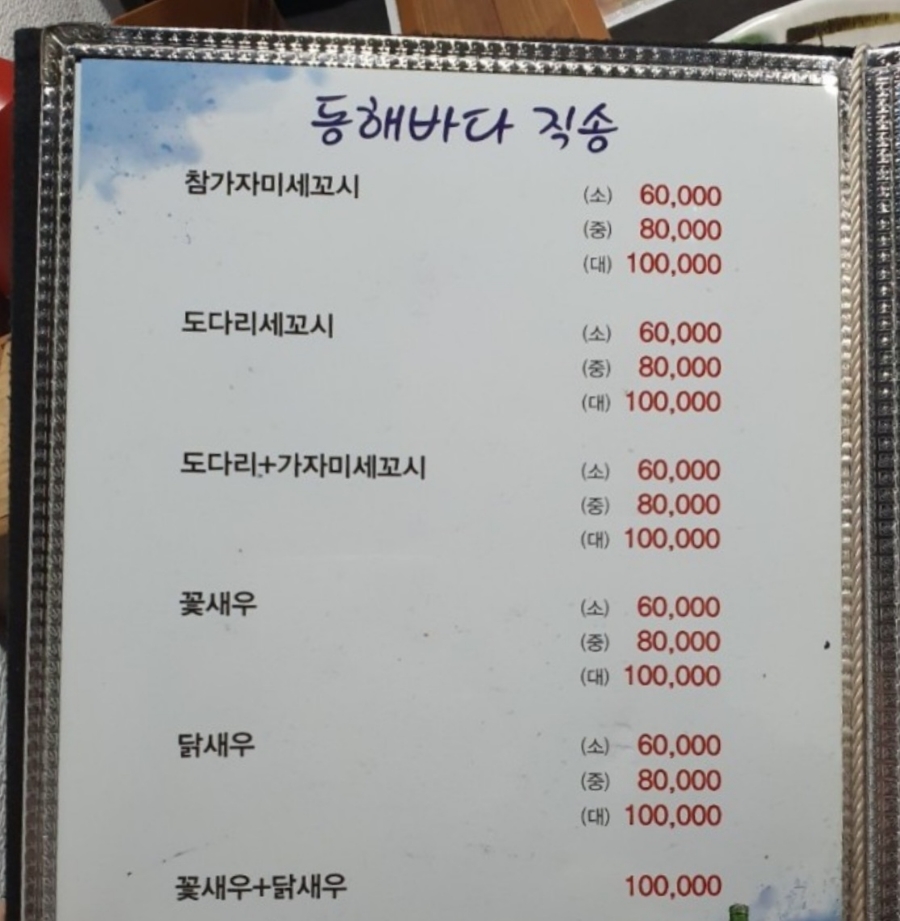 동해바다 직송
참가자미세꼬시 (소) 60,000
(중) 80,000
(대) 100,000
도다리세꼬시 (소) 60,000
(중) 80,000
(대) 100,000
도다리+가자미세꼬시 (소) 60,000
(중) 80,000
(대) 100,000
꽃새우 (소) 60,000
(중) 80,000
(대) 100,000
닭새우 (소) 60,000
(중) 80,000
(대) 100,000
꽃새우+닭새우 100,000